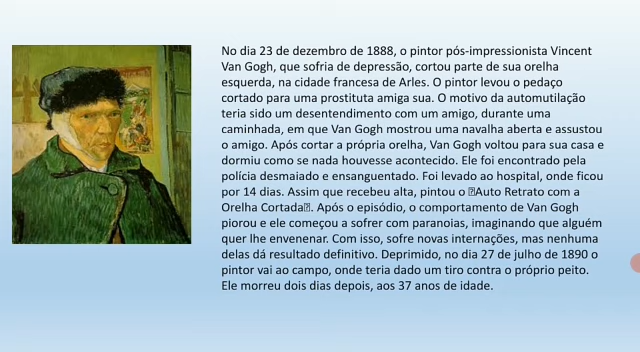 No dia 23 de dezembro de 1888, o pintor pós-impressionista Vincent
Van Gogh, que sofria de depressão, cortou parte de sua orelha
esquerda, na cidade francesa de Arles. O pintor levou o pedaço
cortado para uma prostituta amiga sua. O motivo da automutilação
teria sido um desentendimento com um amigo, durante uma
caminhada, em que Van Gogh mostrou uma navalha aberta e assustou
o amigo. Após cortar a própria orelha, Van Gogh voltou para sua casa e
dormiu como se nada houvesse acontecido. Ele foi encontrado pela
polícia desmaiado e ensanguentado. Foi levado ao hospital, onde ficou
por 14 dias. Assim que recebeu alta, pintou o Auto Retrato com a
Orelha Cortada. Após o episódio, o comportamento de Van Gogh
piorou e ele começou a sofrer com paranoias, imaginando que alguém
quer lhe envenenar. Com isso, sofre novas internações, mas nenhuma
delas dá resultado definitivo. Deprimido, no dia 27 de julho de 1890 o
pintor vai ao campo, onde teria dado um tiro contra o próprio peito.
Ele morreu dois dias depois, aos 37 anos de idade.